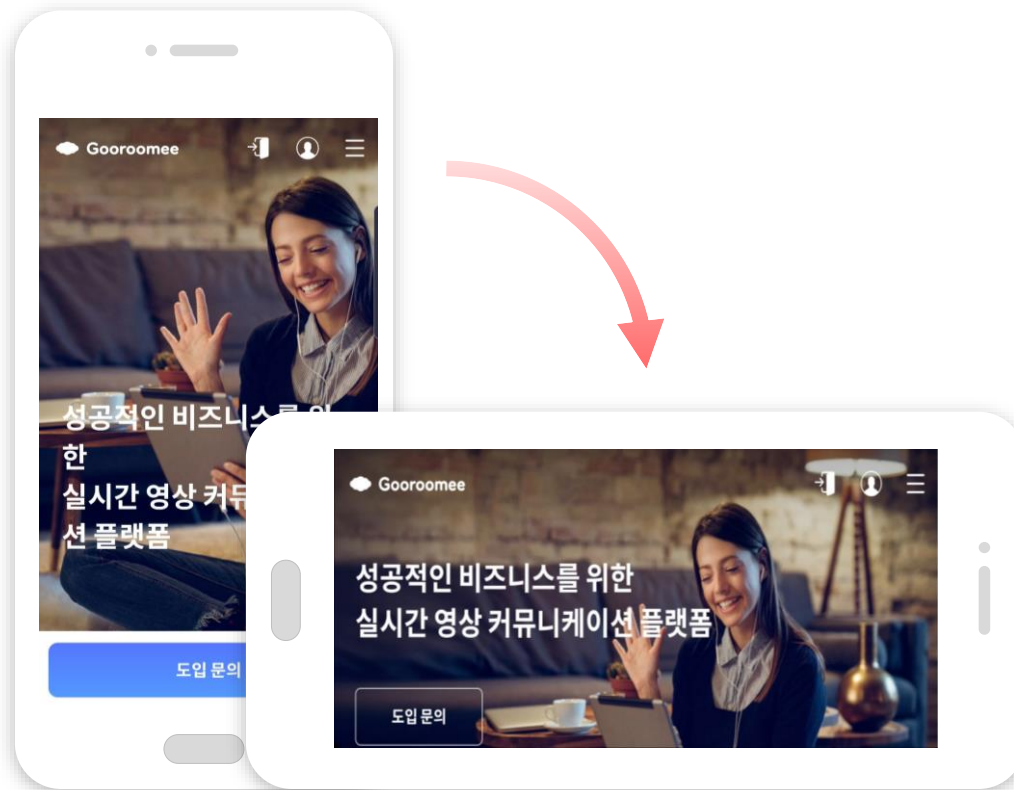 Gooroomee
성공적인 비즈니스를 위
한
실시간 영상 커뮤
션 플랫폼
도입 문의
Gooroomee
성공적인 비즈니스를 위한
실시간 영상 커뮤니케이션 플랫폼
도입 문의